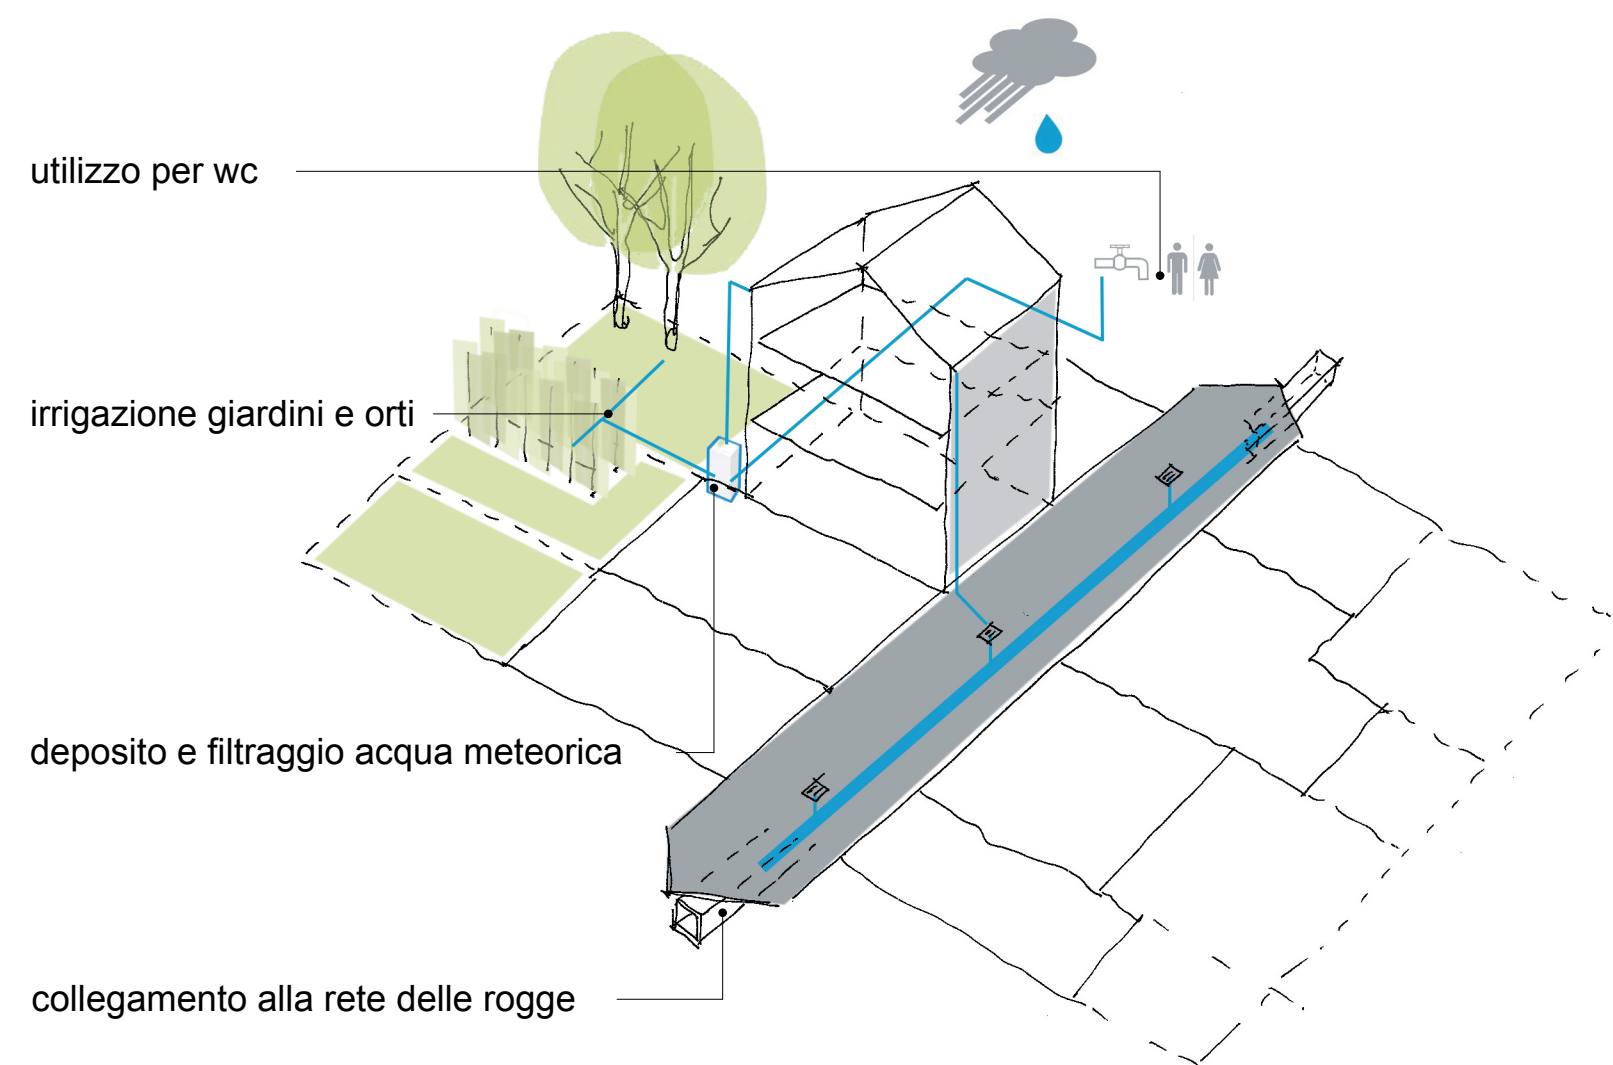 utilizzo per wc
irrigazione giardini e orti
deposito e filtraggio acqua meteorica
collegamento alla rete delle rogge